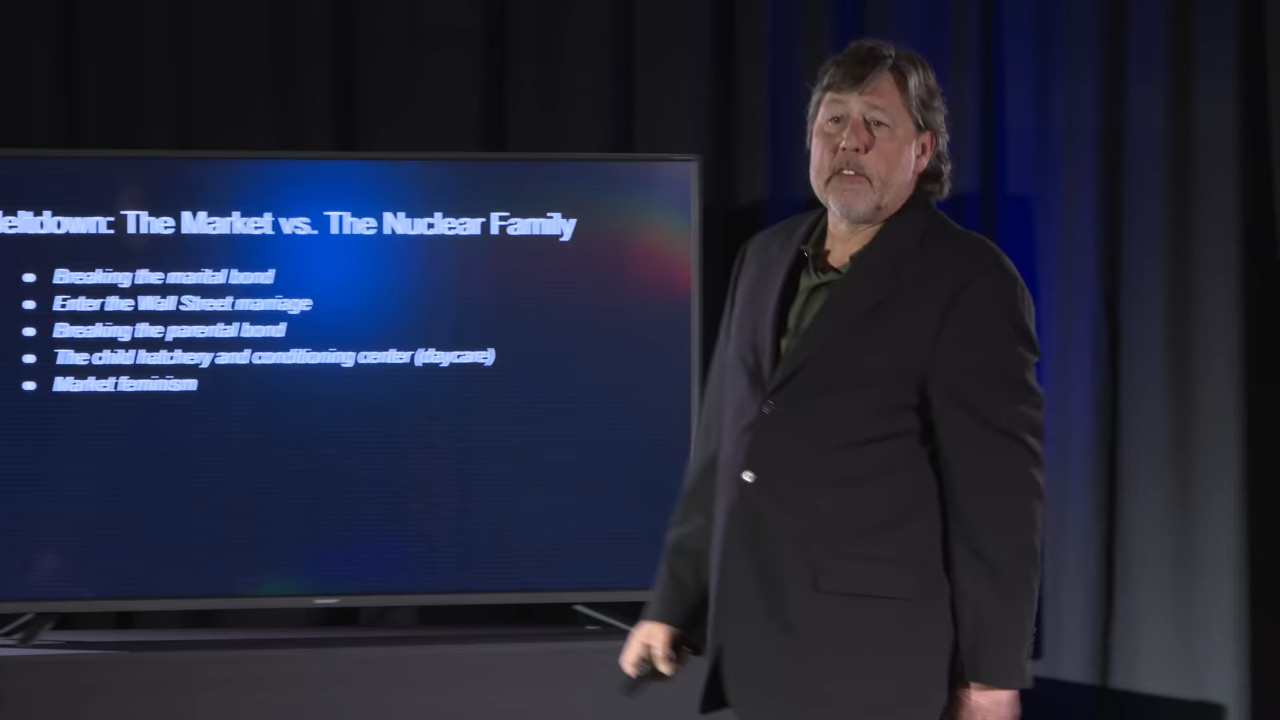 eltdown: The Market vs. The Nuclear Family
Breaking the marital bond
Enter the Wall Street marriage
Breaking the parental bond
The child hatchery and conditioning center (daycare)
Market feminism